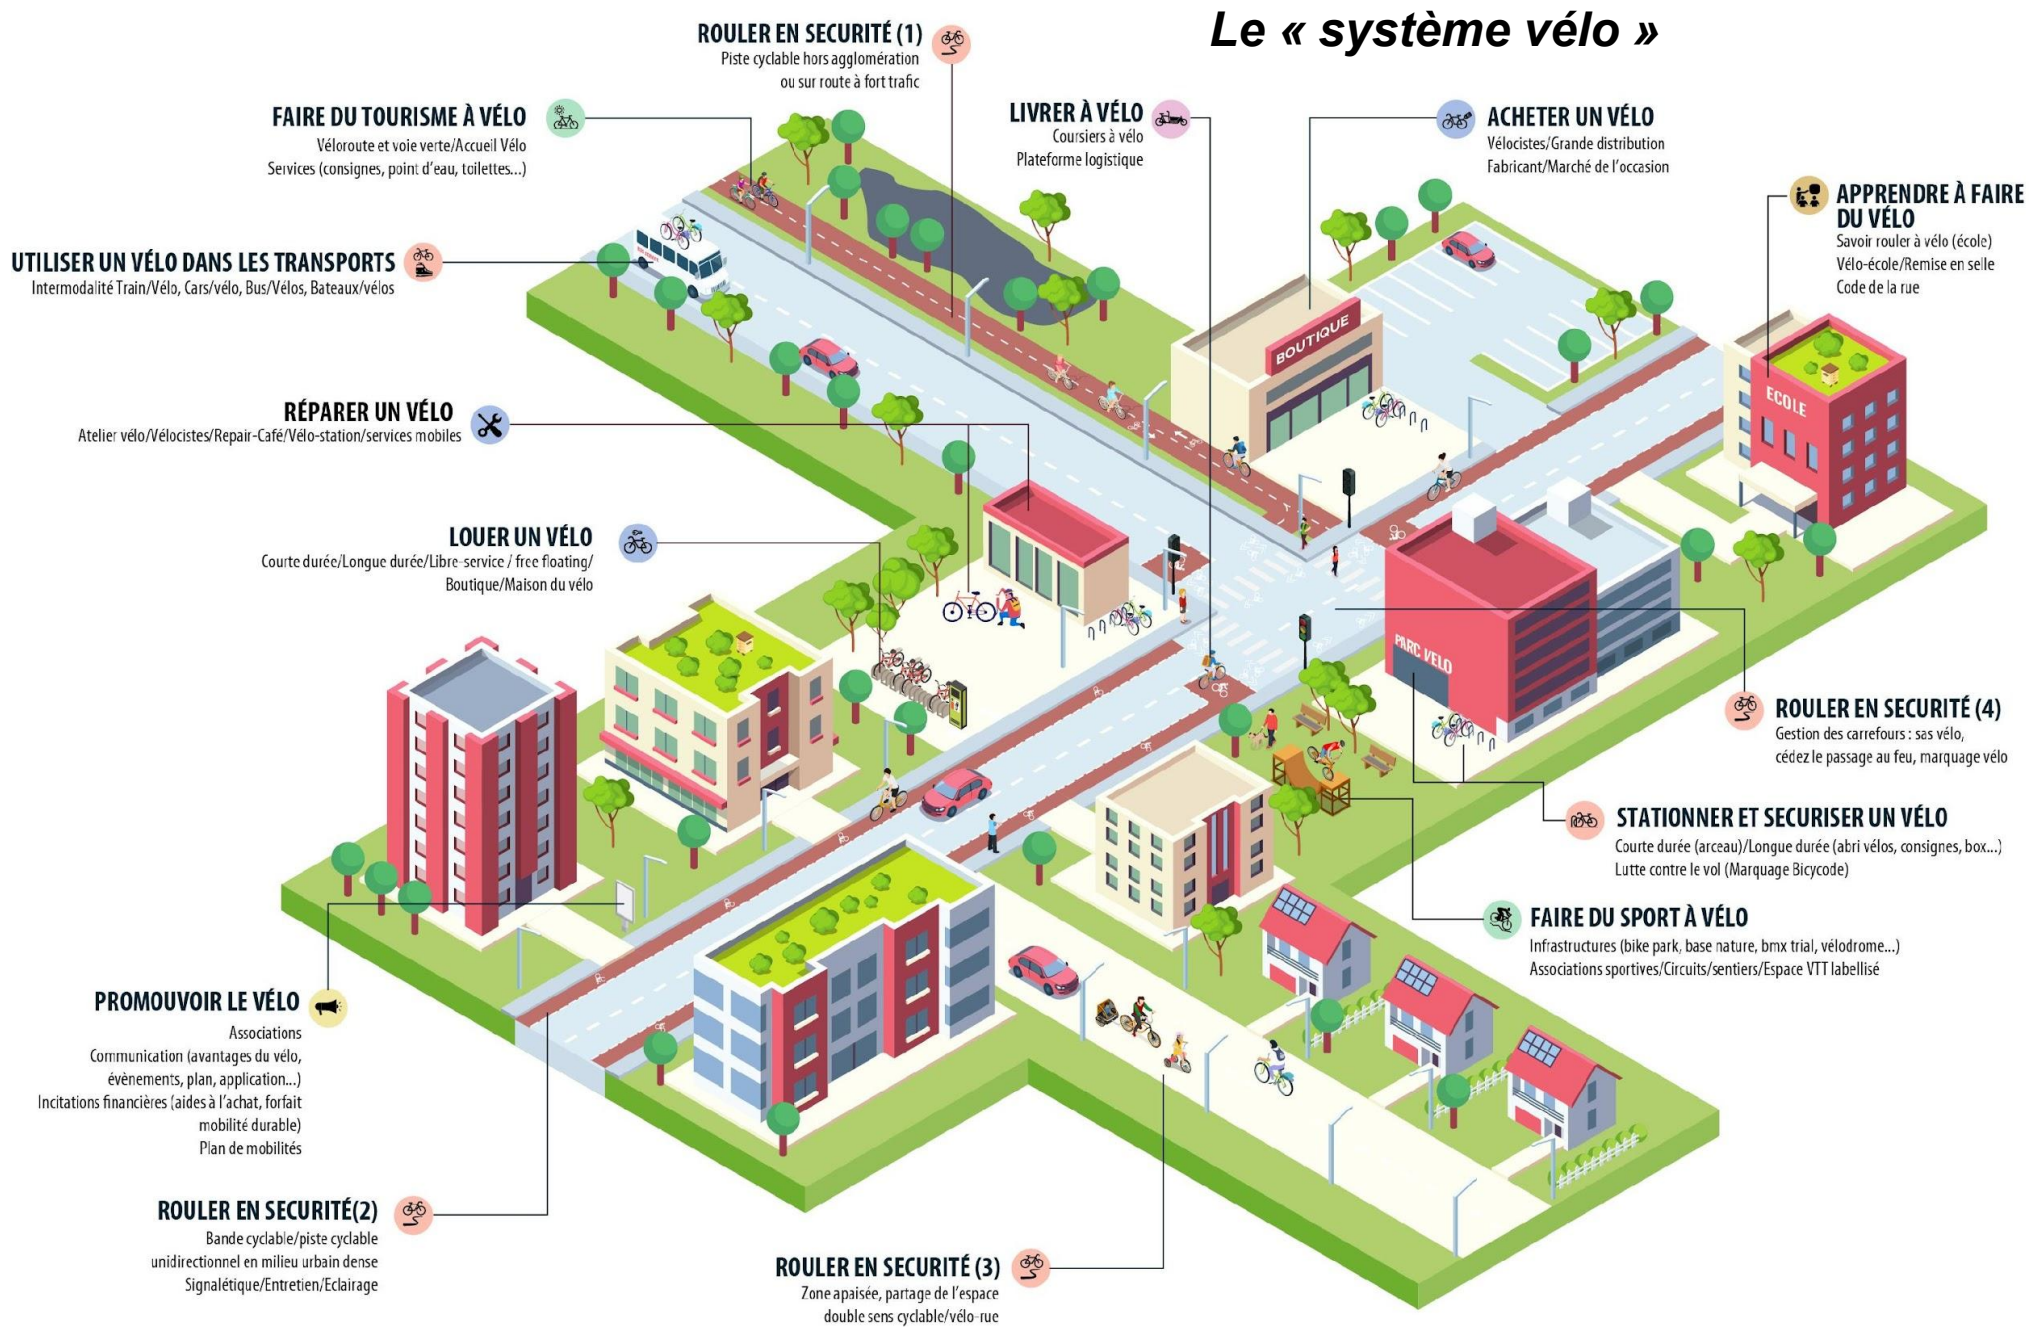 Le « système vélo »
ROULER EN SECURITÉ (1)
Piste cyclable hors agglomération
ou sur route à fort trafic
FAIRE DU TOURISME À VÉLO
Véloroute et voie verte/Accueil Vélo
Services (consignes, point d'eau, toilettes...)
LIVRER À VÉLO
Coursiers à vélo
Plateforme logistique
ACHETER UN VÉLO
Vélocistes/Grande distribution
Fabricant/Marché de l'occasion
APPRENDRE À FAIRE
DU VÉLO
Savoir rouler à vélo (école)
Vélo-école/Remise en selle
Code de la rue
UTILISER UN VÉLO DANS LES TRANSPORTS
Intermodalité Train/Vélo, Cars/vélo, Bus/Vélos, Bateaux/vélos
BOUTIQUE
ECOLE
RÉPARER UN VÉLO
Atelier vélo/Vélocistes/Repair-Café/Vélo-station/services mobiles
LOUER UN VÉLO
Courte durée/Longue durée/Libre-service / free floating/
Boutique/Maison du vélo
PARC VELO
ROULER EN SECURITÉ (4)
Gestion des carrefours : sas vélo,
cédez le passage au feu, marquage vélo
STATIONNER ET SECURISER UN VÉLO
Courte durée (arceau)/Longue durée (abri vélos, consignes, box...)
Lutte contre le vol (Marquage Bicycode)
FAIRE DU SPORT À VÉLO
Infrastructures (bike park, base nature, bmx trial, vélodrome...)
Associations sportives/Circuits/sentiers/Espace VTT labellisé
PROMOUVOIR LE VÉLO
Associations
Communication (avantages du vélo,
évènements, plan, application...)
Incitations financières (aides à l'achat, forfait
mobilité durable)
Plan de mobilités
ROULER EN SECURITÉ(2)
Bande cyclable/piste cyclable
unidirectionnel en milieu urbain dense
Signalétique/Entretien/Eclairage
ROULER EN SECURITÉ (3)
Zone apaisée, partage de l'espace
double sens cyclable/vélo-rue